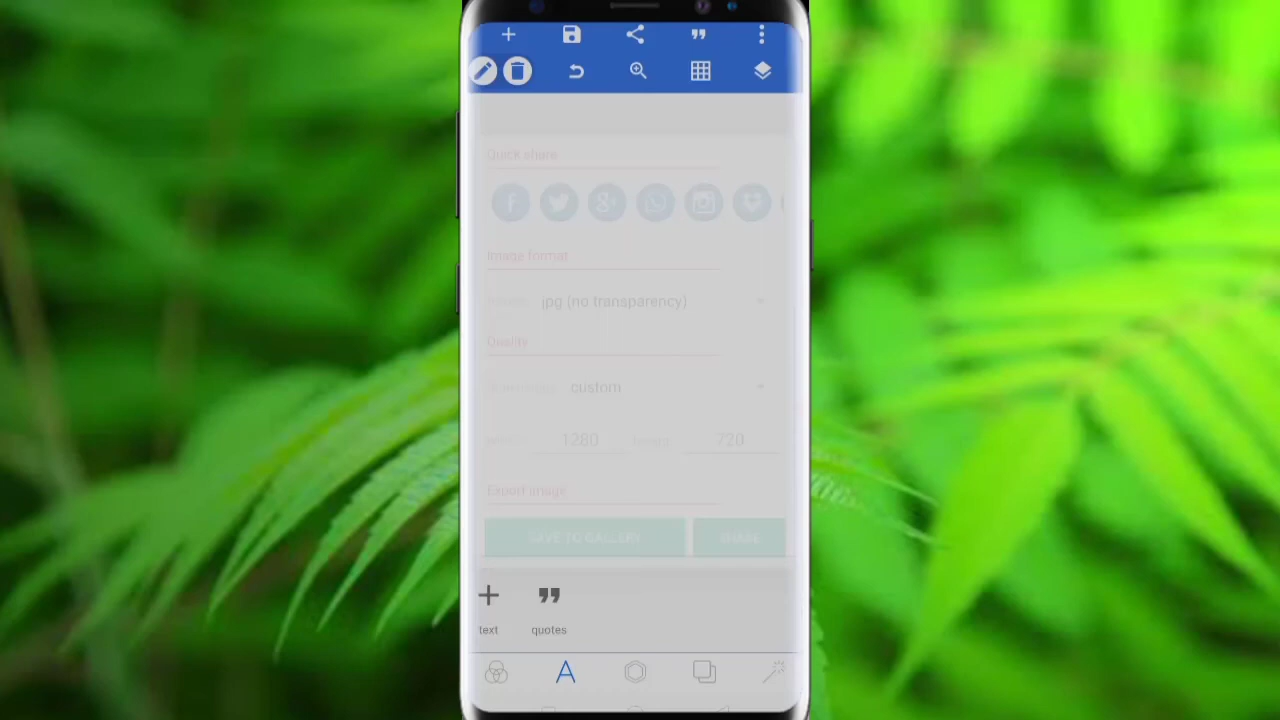 Quick share
Image format
jpg (no transparency)
Quality
custom
1280
720
Export image
SAVE TO GALLERY SHARE
text quotes